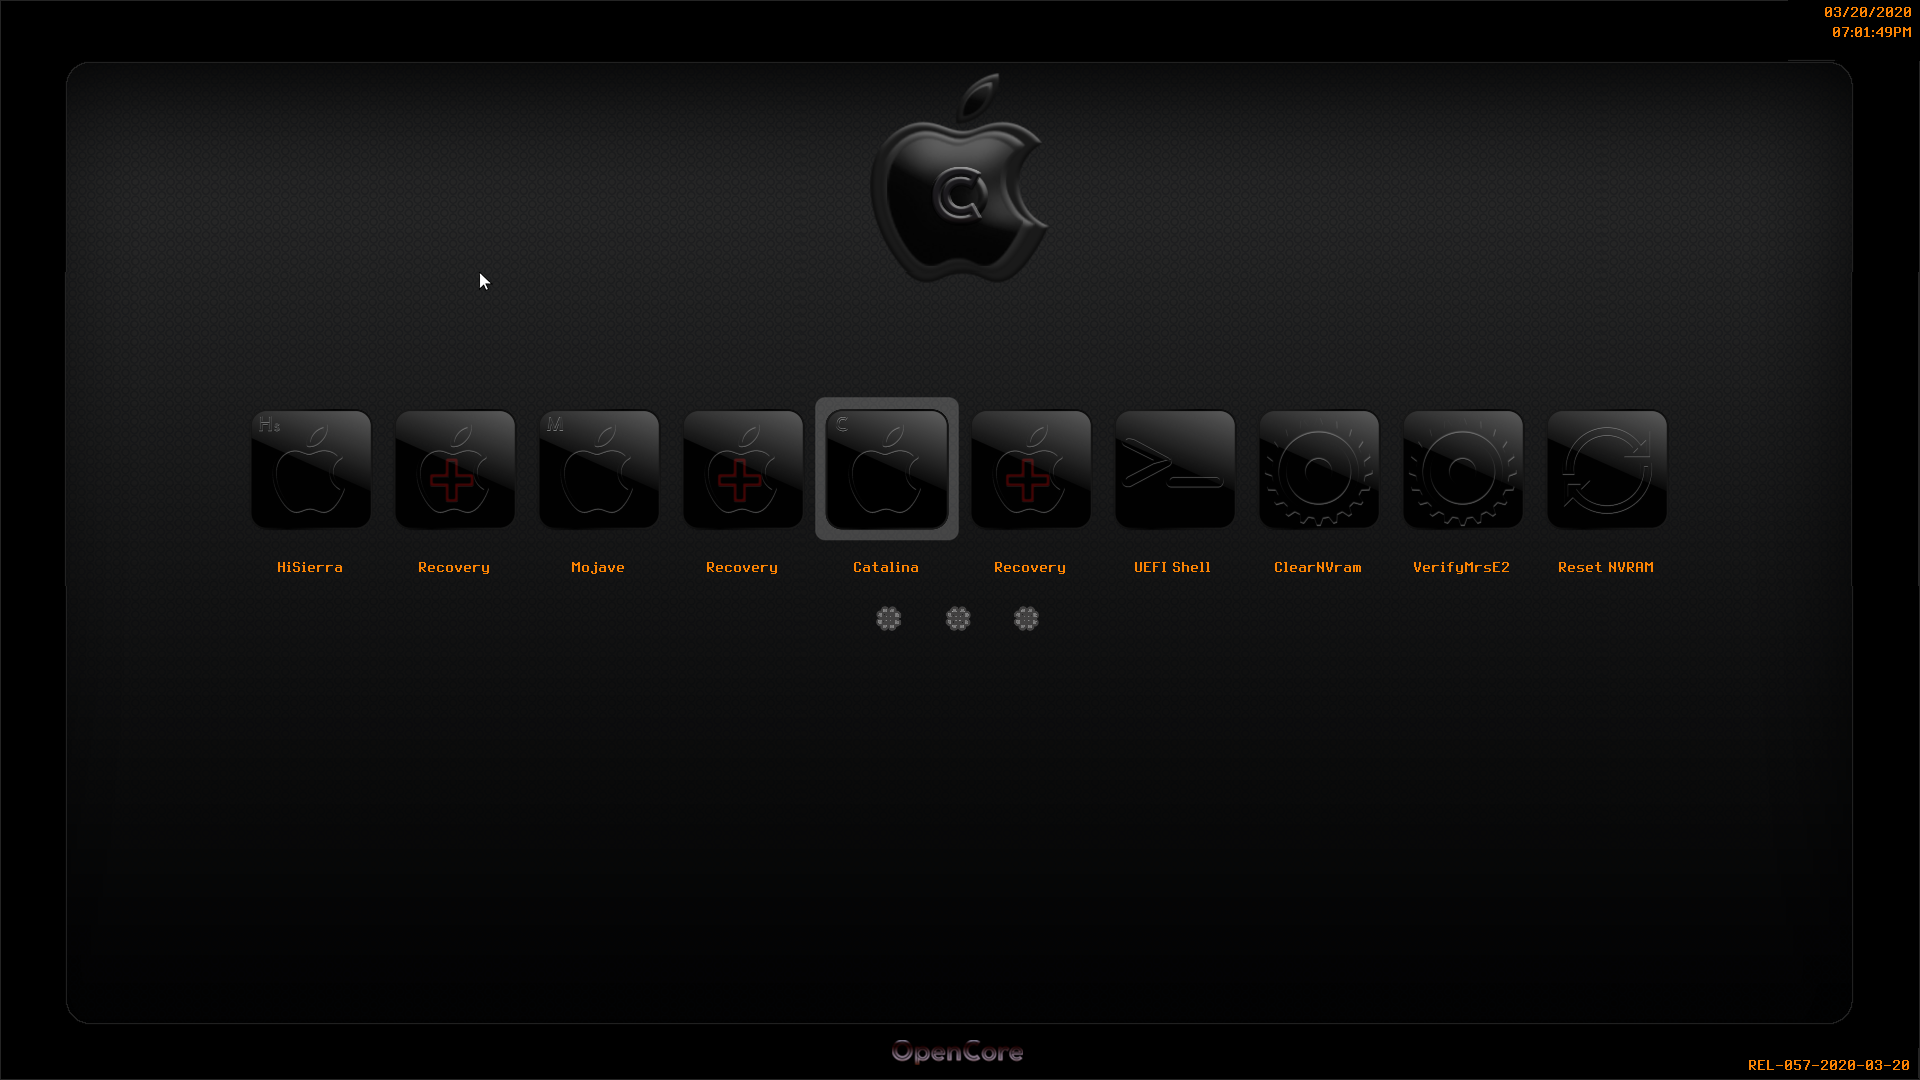 03/20/2020
07:01:49PM
C
Hs
M
C
HiSierra
Recovery
Mojave
Recovery
Catalina
Recovery
UEFI Shell
ClearNVram
VerifyMrsE2
Reset NVRAM
OpenCore
REL-057-2020-03-20